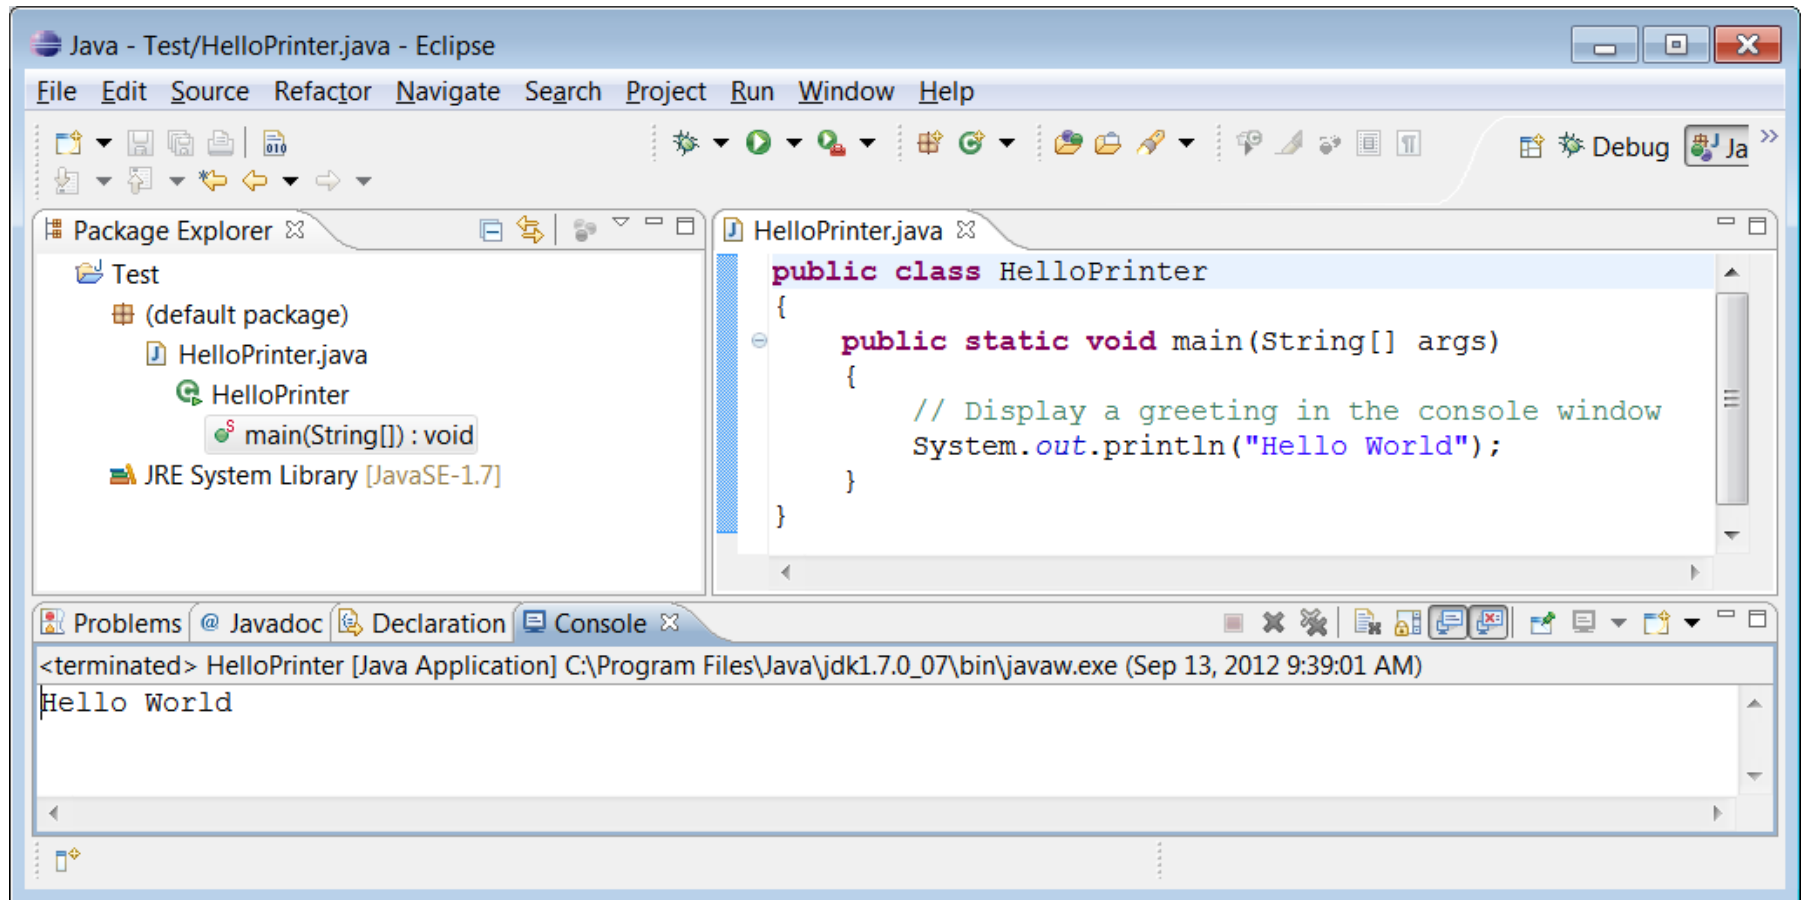 Java - Test/HelloPrinter.java - Eclipse
File Edit Source Refactor Navigate Search Project Run Window Help
010
Debug Ja
Package Explorer
Test
(default package)
HelloPrinter.java
HelloPrinter
main(String[]) : void
JRE System Library [JavaSE-1.7]
HelloPrinter.java
public class HelloPrinter
{
public static void main(String[] args)
{
// Display a greeting in the console window
System.out.println("Hello World");
}
}
Problems @ Javadoc Declaration Console
<terminated> HelloPrinter [Java Application] C:\Program Files\Java\jdk1.7.0_07\bin\javaw.exe (Sep 13, 2012 9:39:01 AM)
Hello World